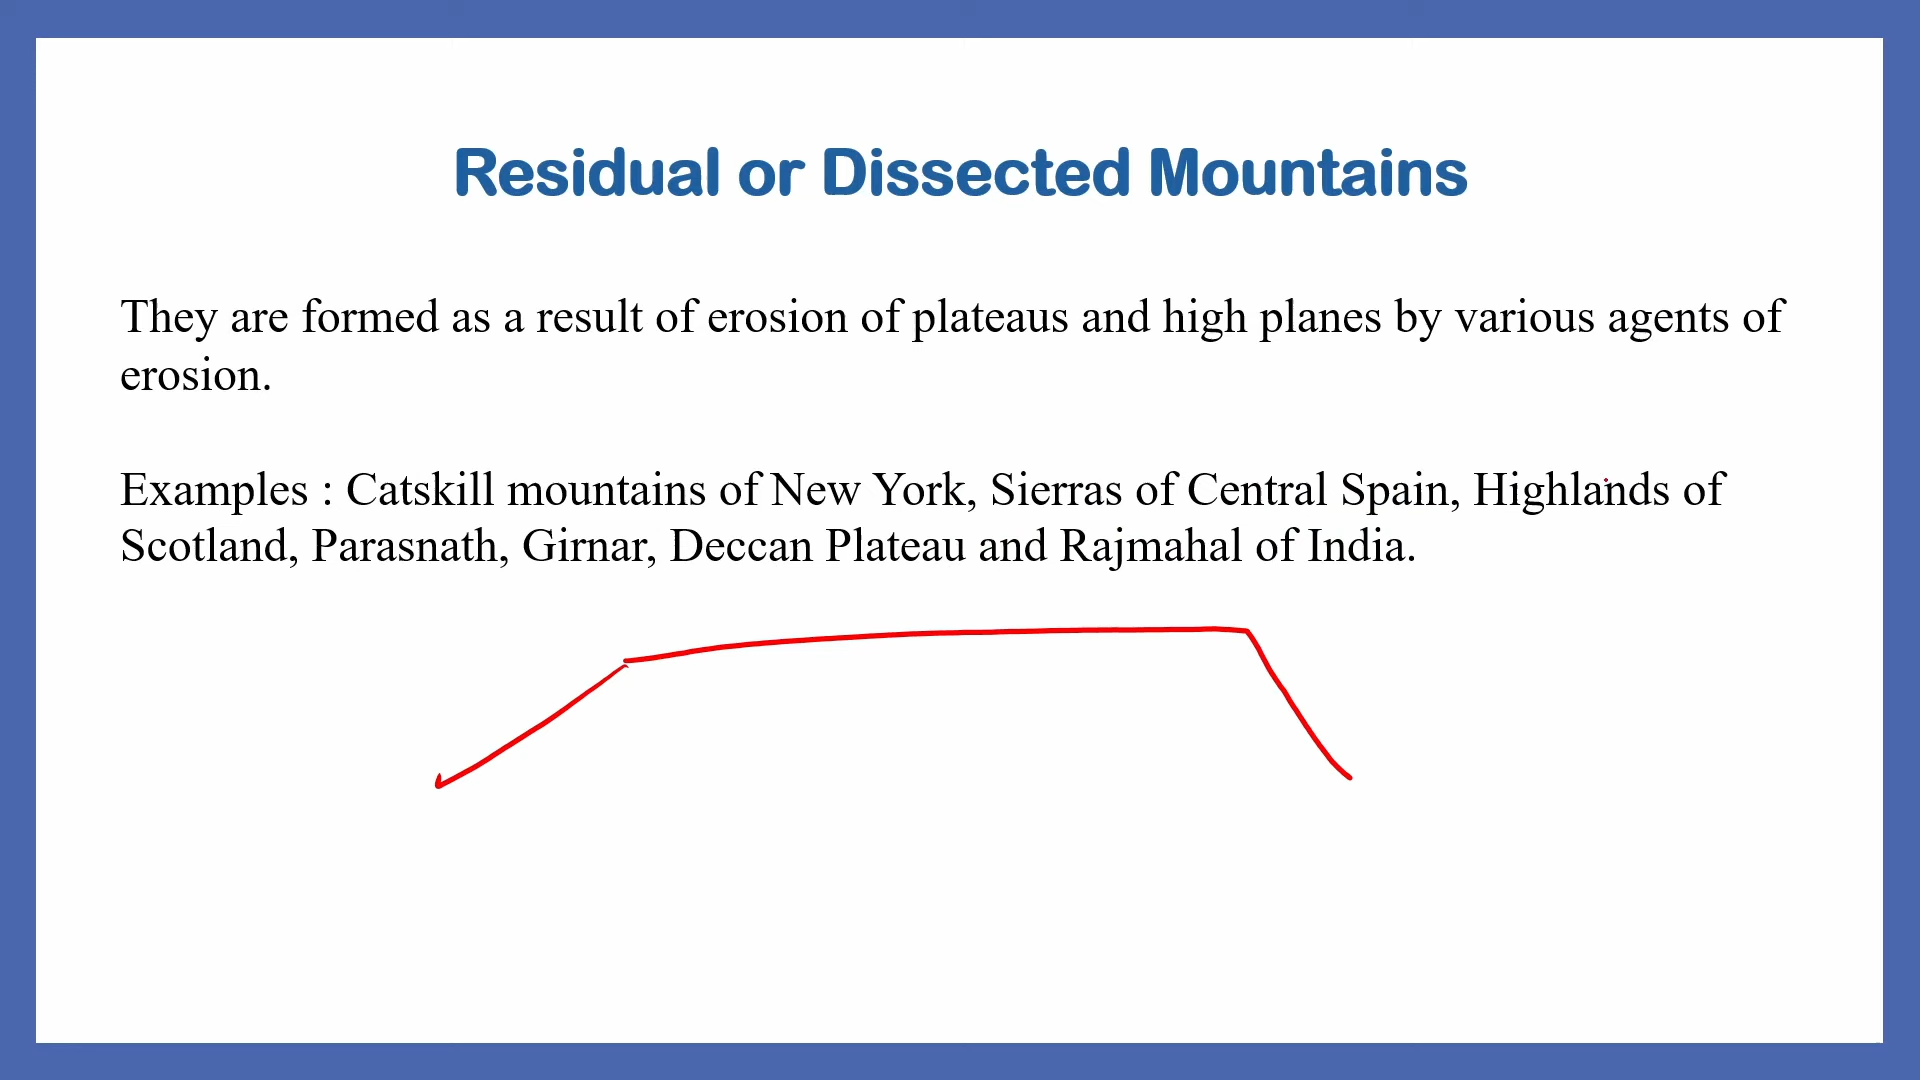 Residual or Dissected Mountains
They are formed as a result of erosion of plateaus and high planes by various agents of
erosion.
Examples : Catskill mountains of New York, Sierras of Central Spain, Highlands of
Scotland, Parasnath, Girnar, Deccan Plateau and Rajmahal of India.